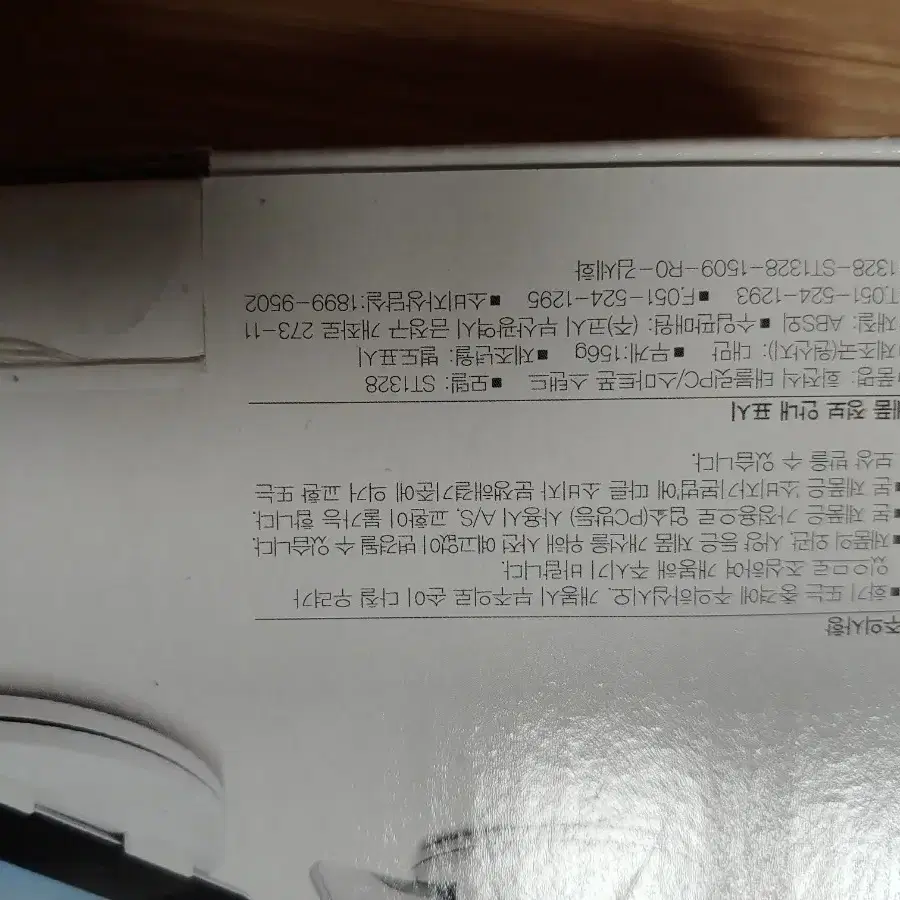 주의사항
■화기 또는 충격에 주의하십시오. 개봉시 부주의로 손이 다칠 우려가
있으므로 조심하여 개봉해 주시기 바랍니다.
■제품의 외관, 사양 등은 제품 개선을 위해 사전 예고없이 변경될 수 있습니다.
■본 제품은 가정용으로 업소(PC방등) 사용시 A/S, 교환이 불가능 합니다.
■본 제품은 '소비자기본법'에 따른 소비자 분쟁해결기준에 의거 교환 또는
보상 받을 수 있습니다.
제품 정보 안내 표시
품명: 회전식 태블릿PC/스마트폰 스탠드 ■모델: ST1328
제조국(원산지): 대만 ■무게:156g ■제조년월: 별도표시
재질: ABS외 ■수입판매원: (주)코시 부산광역시 금정구 개좌로 273-11
T.051-524-1293 ■F.051-524-1295 ■소비자상담실:1899-9502
1328-ST1328-1509-R0-김세화